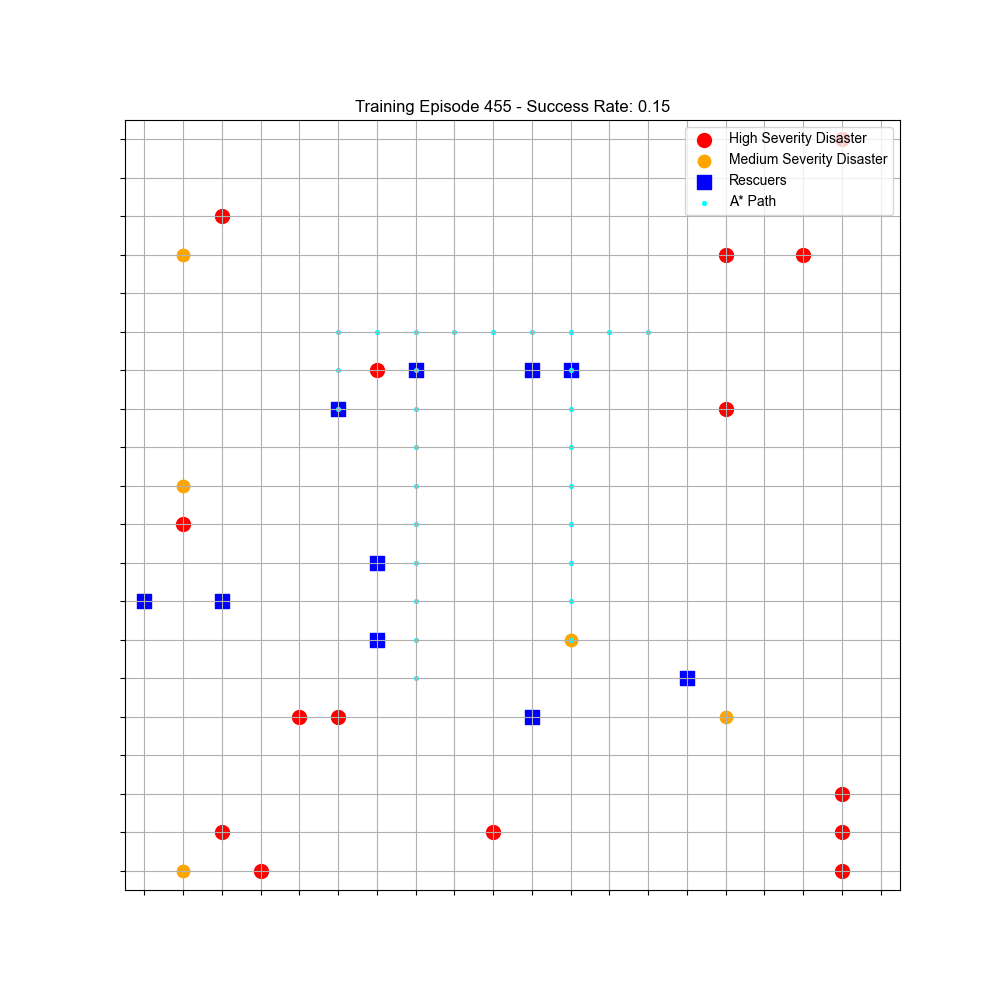 Training Episode 455 - Success Rate: 0.15
High Severity Disaster
Medium Severity Disaster
Rescuers
A* Path